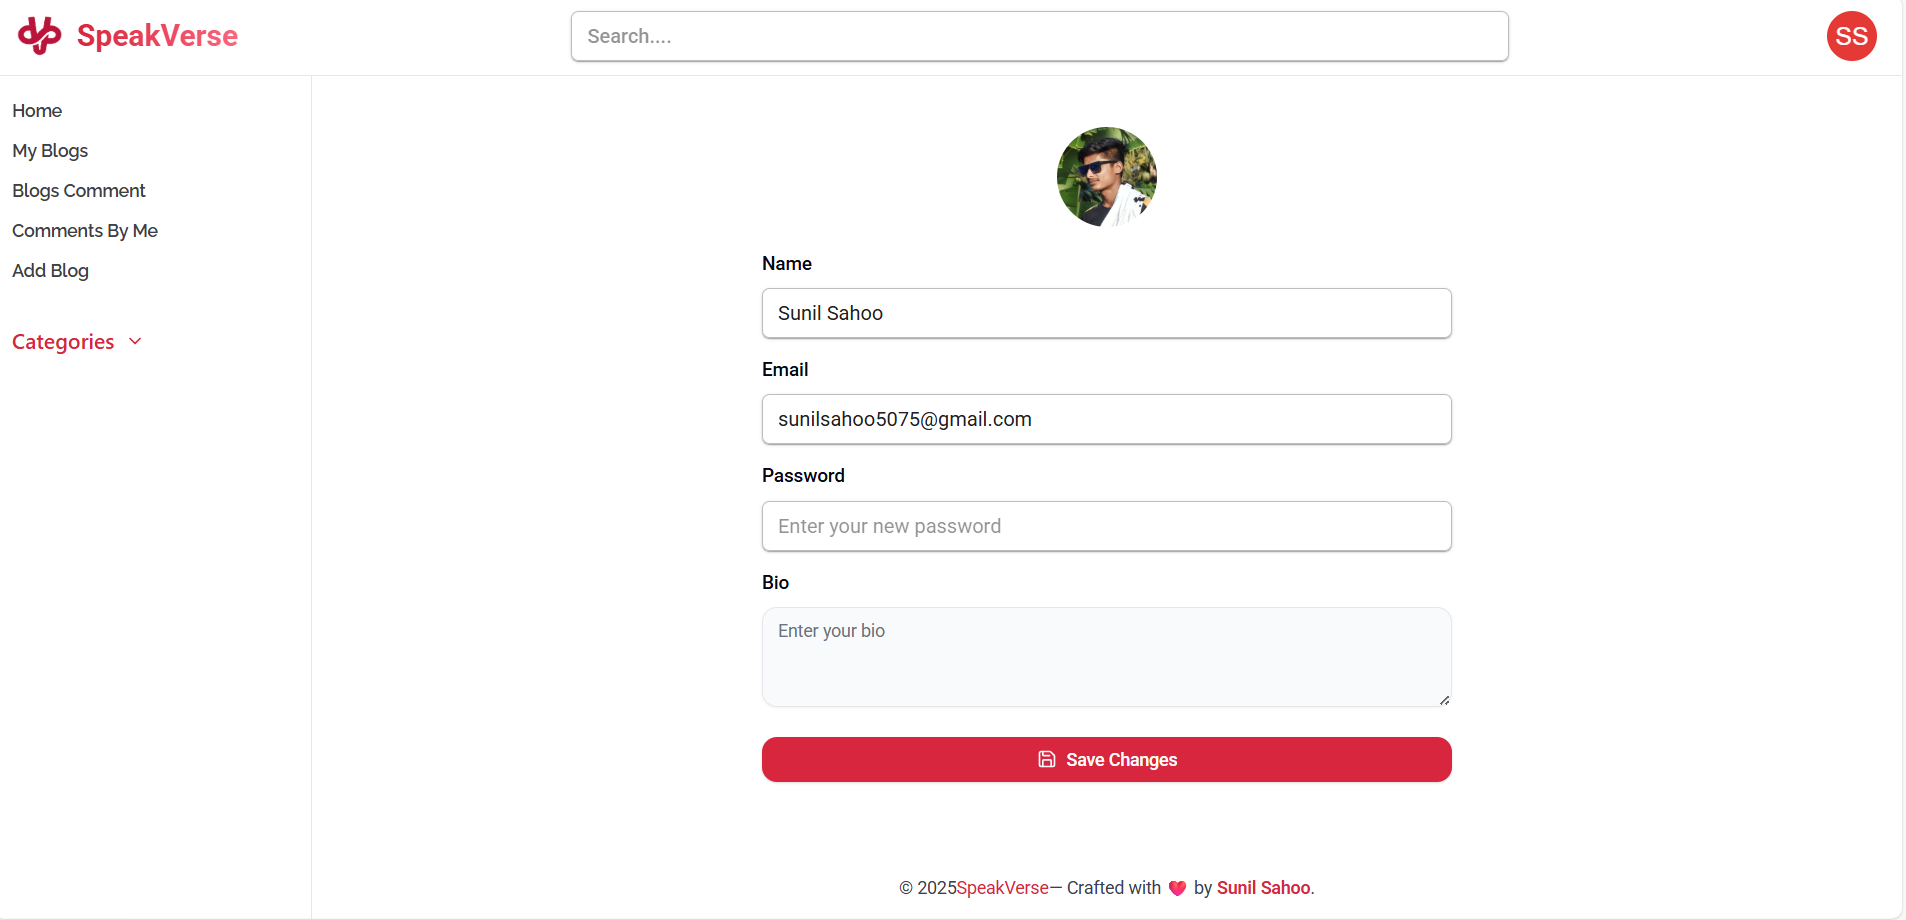 SpeakVerse
Search....
SS
Home
My Blogs
Blogs Comment
Comments By Me
Add Blog
Categories
Name
Sunil Sahoo
Email
sunilsahoo5075@gmail.com
Password
Enter your new password
Bio
Enter your bio
Save Changes
© 2025SpeakVerse— Crafted with ❤️ by Sunil Sahoo.